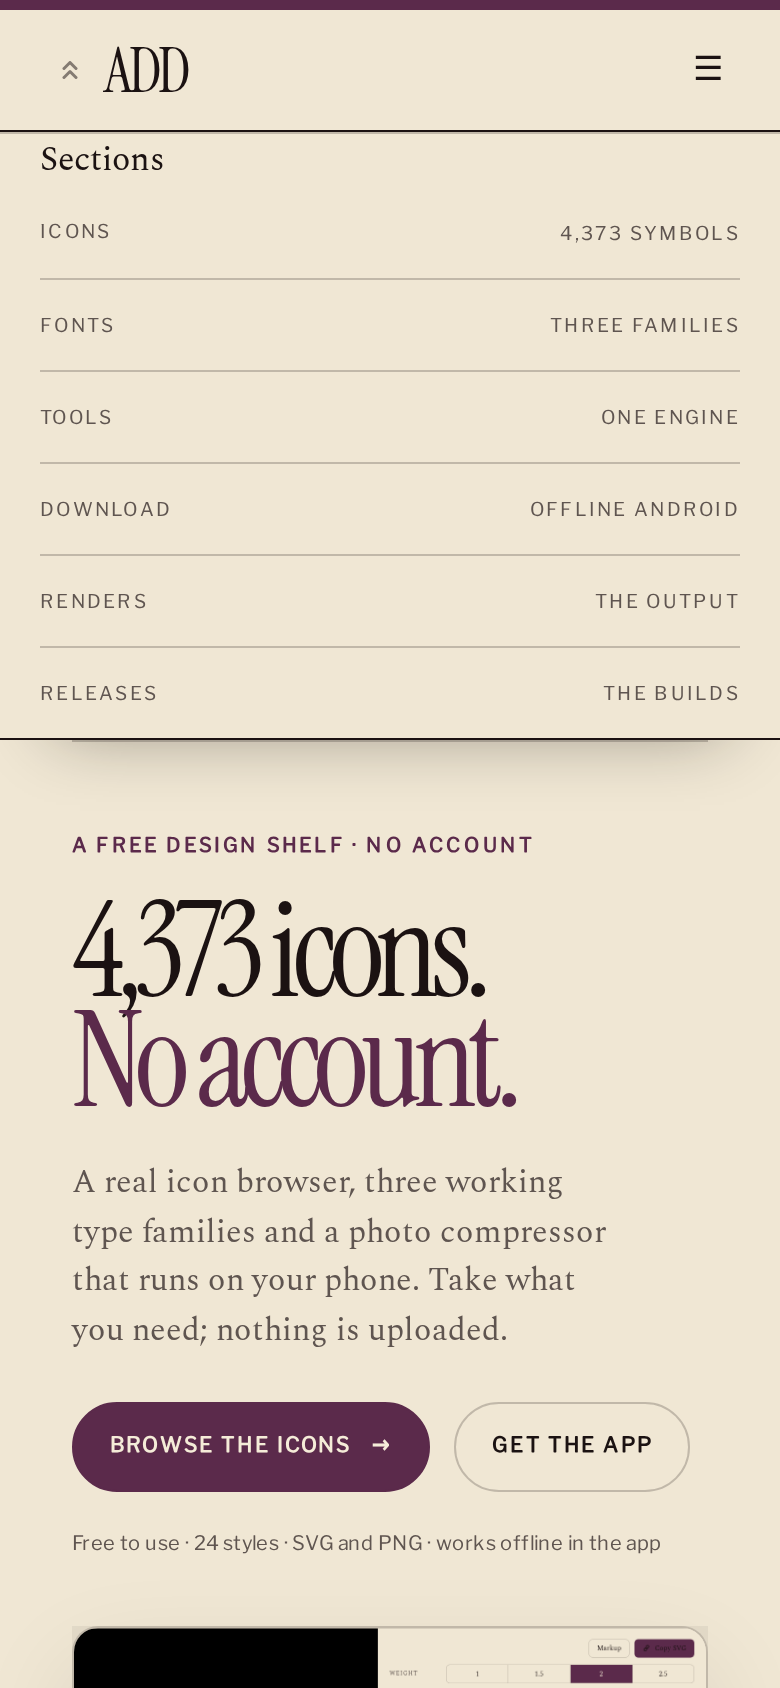 ADD
Sections
ICONS 4,373 SYMBOLS
FONTS THREE FAMILIES
TOOLS ONE ENGINE
DOWNLOAD OFFLINE ANDROID
RENDERS THE OUTPUT
RELEASES THE BUILDS
A FREE DESIGN SHELF · NO ACCOUNT
4,373 icons.
No account.
A real icon browser, three working
type families and a photo compressor
that runs on your phone. Take what
you need; nothing is uploaded.
BROWSE THE ICONS → GET THE APP
Free to use · 24 styles · SVG and PNG · works offline in the app
Markup Copy SVG
WEIGHT 1 1.5 2 2.5